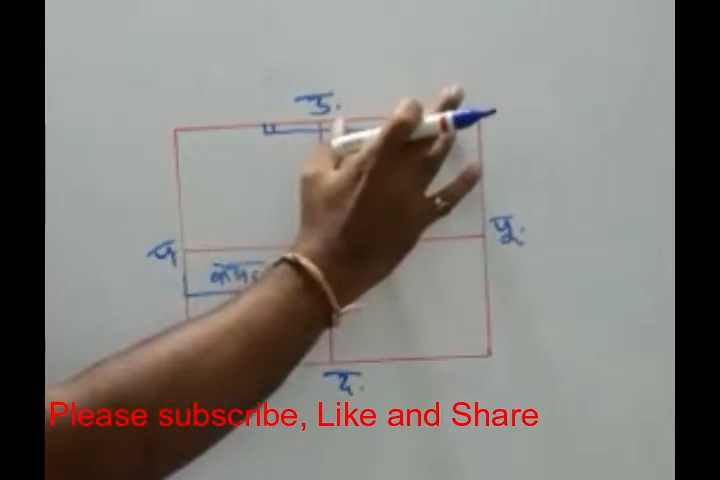 उ.
पू.
प
द.
Please subscribe, Like and Share